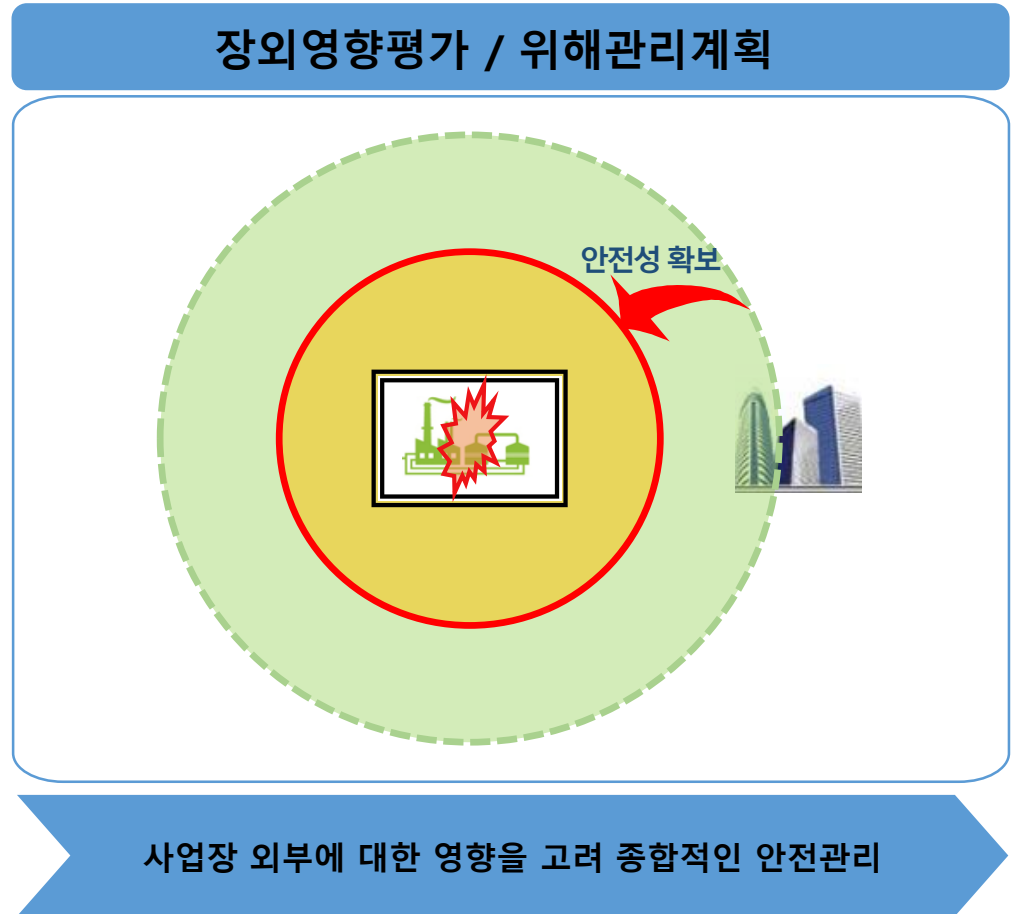 장외영향평가 / 위해관리계획
안전성 확보
사업장 외부에 대한 영향을 고려 종합적인 안전관리